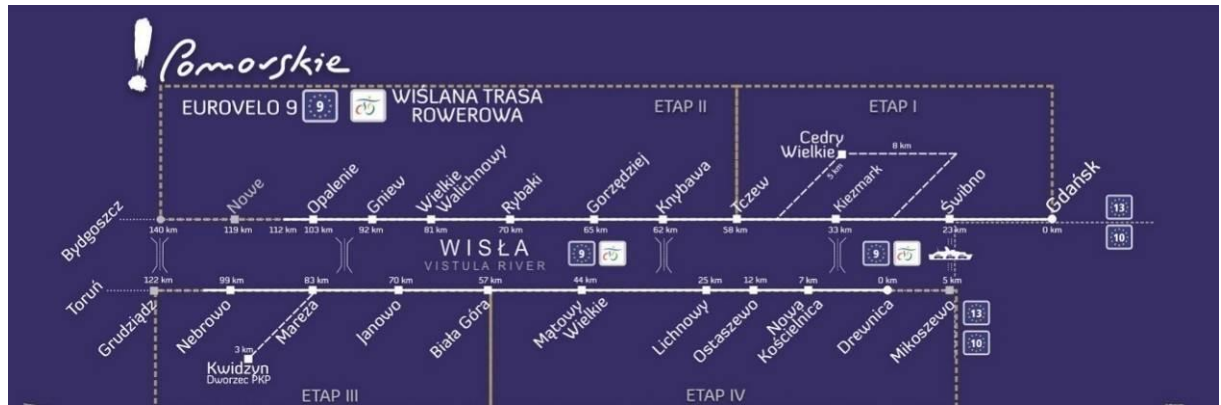 ! Pomorskie
EUROVELO 9 9 WIŚLANA TRASA
ROWEROWA
ETAP II
ETAP I
Cedry
Wielkie
8 km
5 km
Bydgoszcz
Nowe
Opalenie
Gniew
Wielkie
Walichnowy
Rybaki
Gorzędziej
Knybawa
Tczew
Kiezmark
Świbno
Gdańsk
13
140 km 119 km 112 km 103 km 92 km 81 km 70 km 65 km 62 km 58 km 33 km 23 km 0 km
10
WISŁA 9 9
VISTULA RIVER
122 km 99 km 83 km 70 km 57 km 44 km 25 km 12 km 7 km 0 km 5 km
Toruń
Grudziądz
Nebrowo
Mareza
Janowo
Biała Góra
Mątowy
Wielkie
Lichnowy
Ostaszewo
Nowa
Kościelnica
Drewnica
Mikoszewo
13
10
3 km
Kwidzyn
Dworzec PKP
ETAP III
ETAP IV